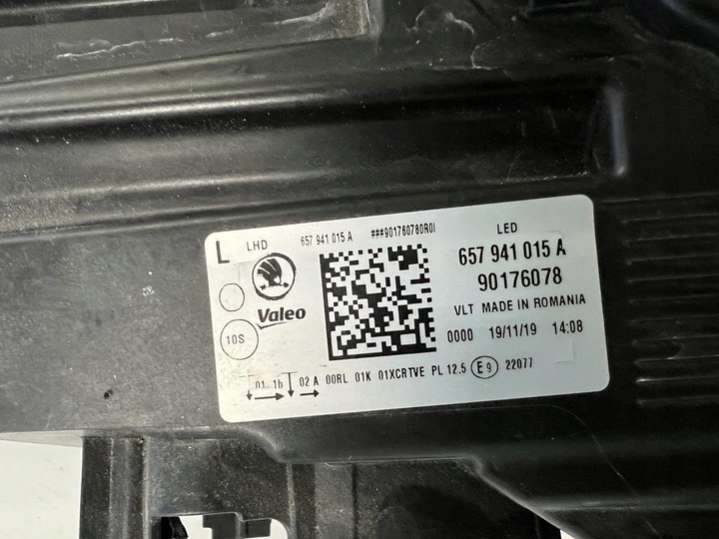 L LHD 657 941 015 A ###901760780R0I LED
657 941 015 A
90176078
Valeo
VLT MADE IN ROMANIA
10S
0000 19/11/19 14:08
01. 1b 02 A 00RL 01K 01XCRTVE PL 12.5 E9 22077